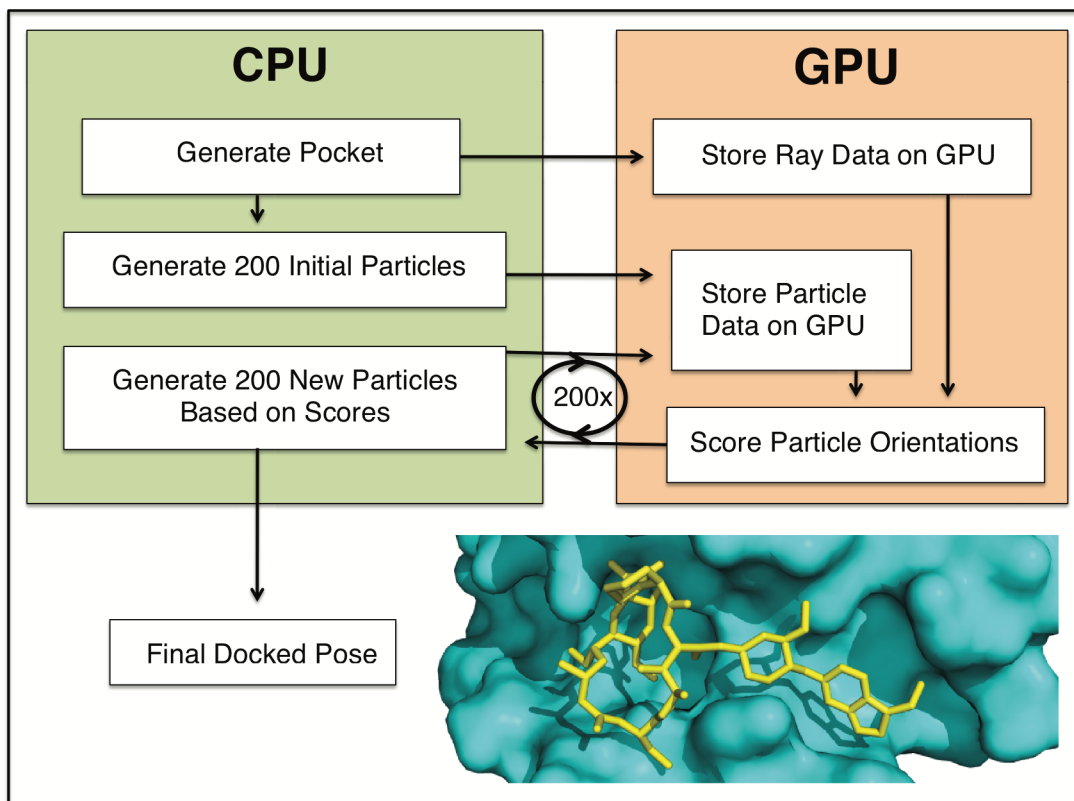 CPU
Generate Pocket
Generate 200 Initial Particles
Generate 200 New Particles
Based on Scores
Final Docked Pose
200x
GPU
Store Ray Data on GPU
Store Particle
Data on GPU
Score Particle Orientations